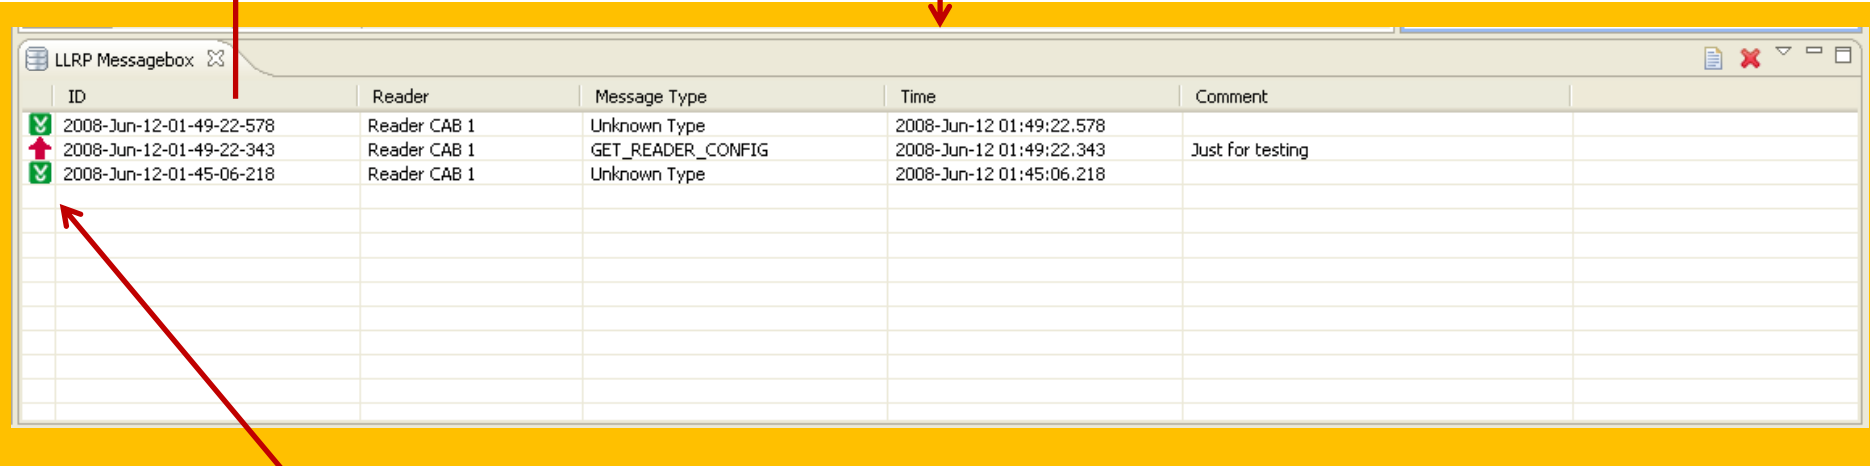 LLRP Messagebox
ID Reader Message Type Time Comment
2008-Jun-12-01-49-22-578 Reader CAB 1 Unknown Type 2008-Jun-12 01:49:22.578
2008-Jun-12-01-49-22-343 Reader CAB 1 GET_READER_CONFIG 2008-Jun-12 01:49:22.343 Just for testing
2008-Jun-12-01-45-06-218 Reader CAB 1 Unknown Type 2008-Jun-12 01:45:06.218